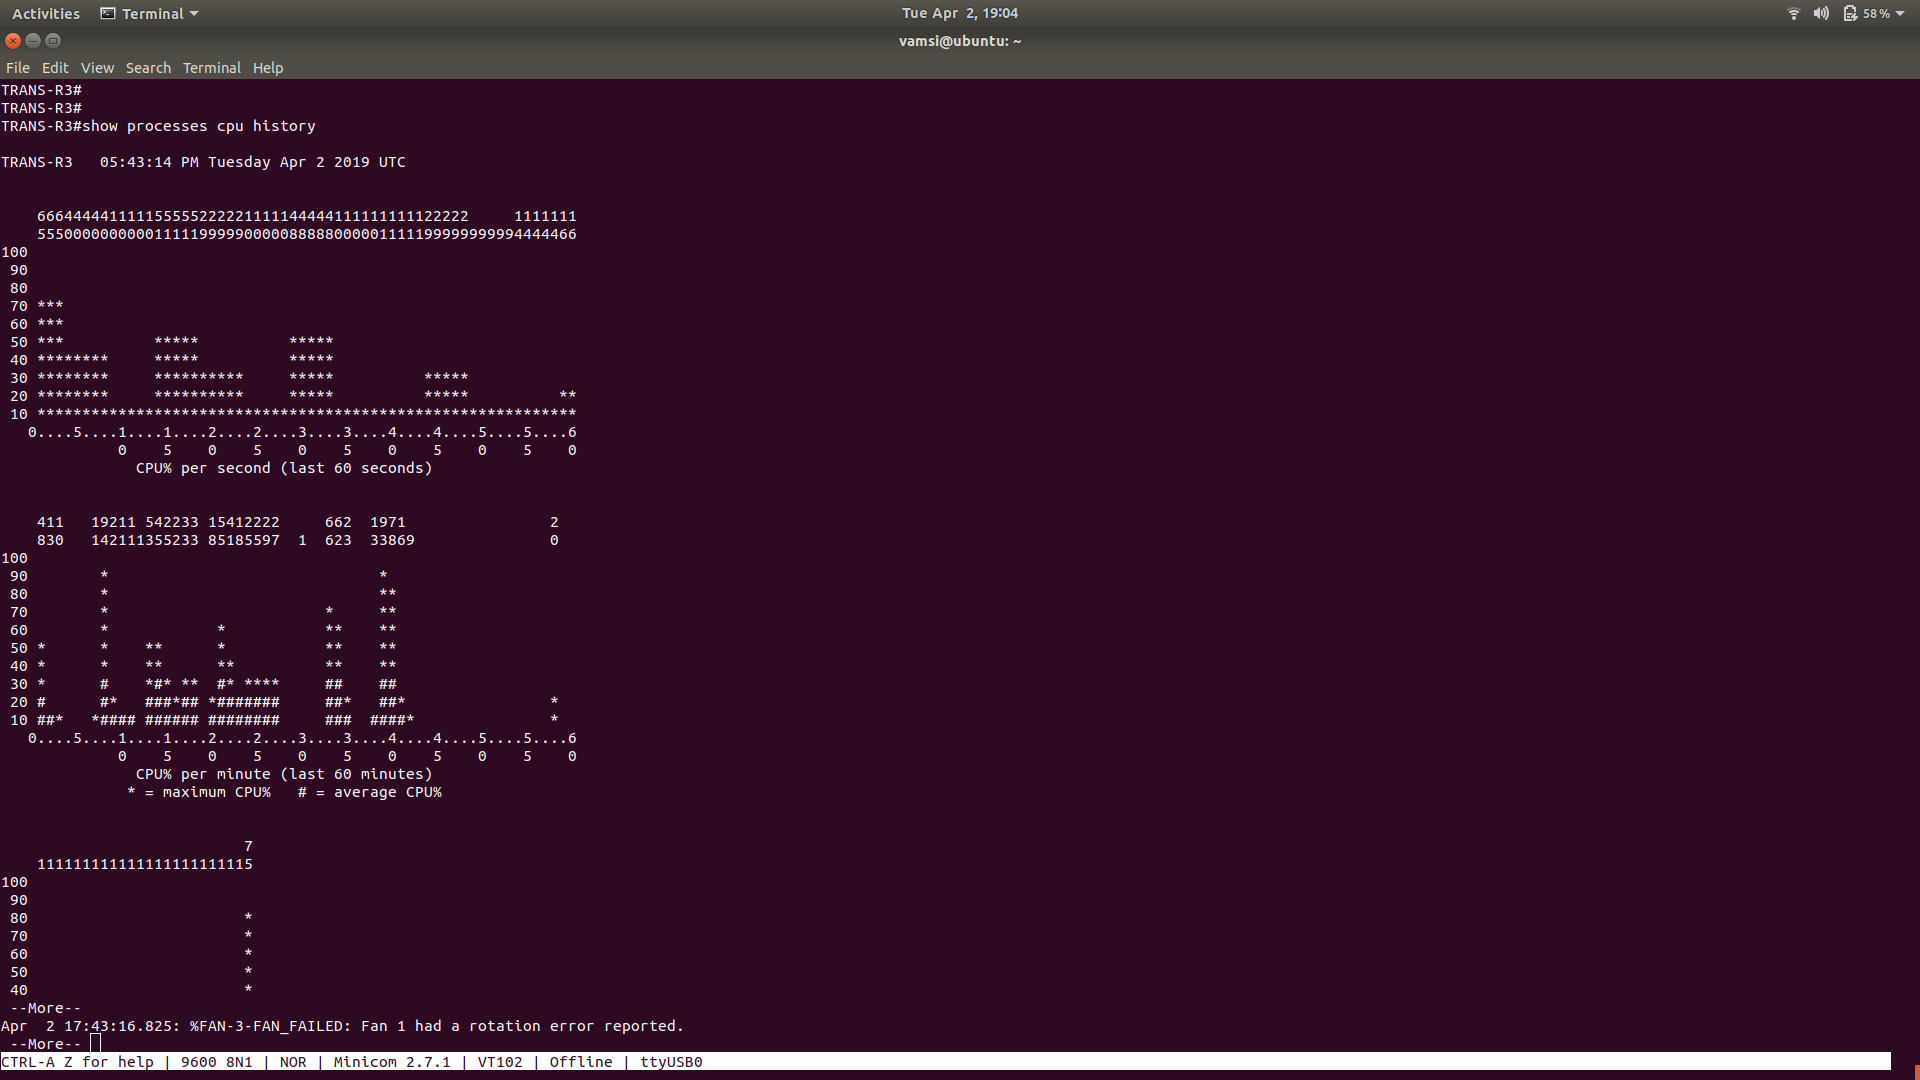 Activities Terminal Tue Apr 2, 19:04 58%
vamsi@ubuntu: ~
File Edit View Search Terminal Help
TRANS-R3#
TRANS-R3#
TRANS-R3#show processes cpu history
TRANS-R3   05:43:14 PM Tuesday Apr 2 2019 UTC
    666444441111155555222221111144444111111111122222     1111111
    555000000000011111999990000088888000001111199999999994444466
100
 90
 80
 70 ***
 60 ***
 50 ***          *****          *****
 40 ********     *****          *****
 30 ********     **********     *****          *****
 20 ********     **********     *****          *****          **
 10 ************************************************************
   0....5....1....1....2....2....3....3....4....4....5....5....6
             0    5    0    5    0    5    0    5    0    5    0
               CPU% per second (last 60 seconds)
    411   19211 542233 15412222     662  1971                2
    830   142111355233 85185597  1  623  33869               0
100
 90       *                              *
 80       *                              **
 70       *                        *     **
 60       *            *           **    **
 50 *     *    **      *           **    **
 40 *     *    **      **          **    **
 30 *      #    *#* **  #* ****     ##    ##
 20 #      #*   ###*## *#######     ##*   ##*                *
 10 ##*   *#### ###### ########     ###  ####*               *
   0....5....1....1....2....2....3....3....4....4....5....5....6
             0    5    0    5    0    5    0    5    0    5    0
               CPU% per minute (last 60 minutes)
              * = maximum CPU%   # = average CPU%
                           7
    111111111111111111111115
100
 90
 80                        *
 70                        *
 60                        *
 50                        *
 40                        *
 --More--
Apr  2 17:43:16.825: %FAN-3-FAN_FAILED: Fan 1 had a rotation error reported.
 --More--
CTRL-A Z for help | 9600 8N1 | NOR | Minicom 2.7.1 | VT102 | Offline | ttyUSB0